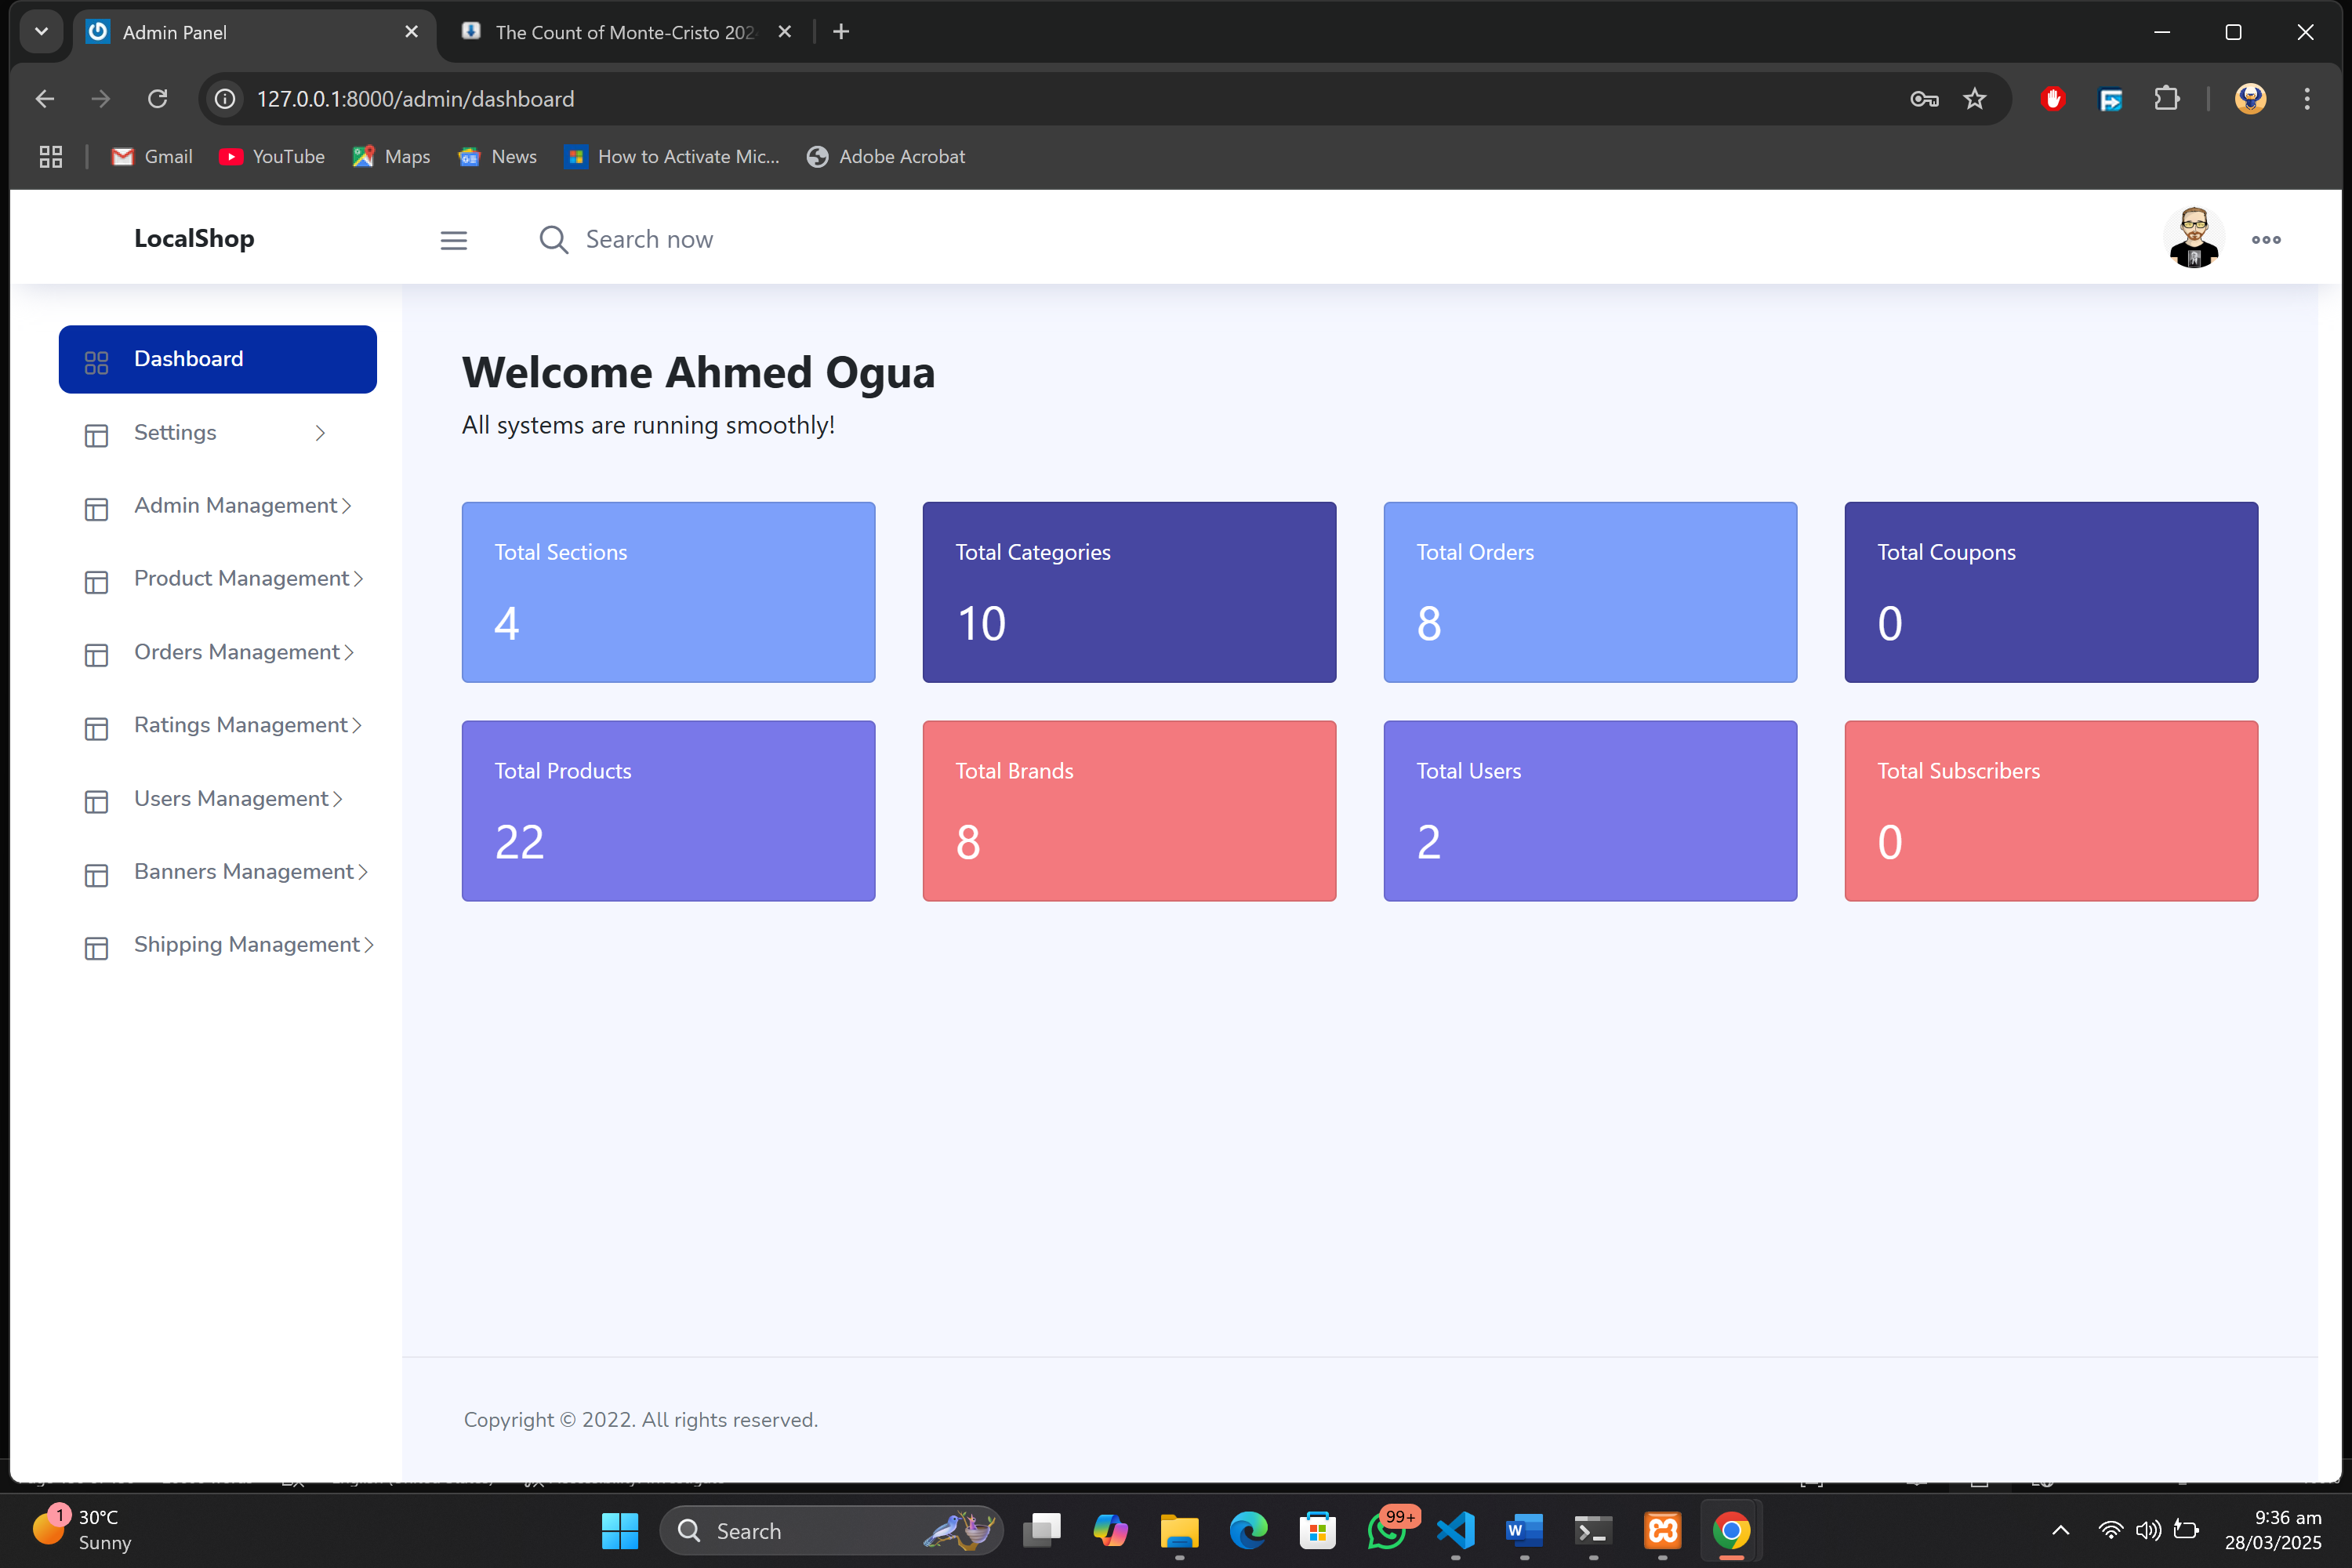 Admin Panel
The Count of Monte-Cristo 202
127.0.0.1:8000/admin/dashboard
Gmail
YouTube
Maps
News
How to Activate Mic...
Adobe Acrobat
LocalShop
Search now
Dashboard
Settings
Admin Management
Product Management
Orders Management
Ratings Management
Users Management
Banners Management
Shipping Management
Welcome Ahmed Ogua
All systems are running smoothly!
Total Sections
4
Total Categories
10
Total Orders
8
Total Coupons
0
Total Products
22
Total Brands
8
Total Users
2
Total Subscribers
0
Copyright © 2022. All rights reserved.
1
30°C
Sunny
Search
99+
9:36 am
28/03/2025